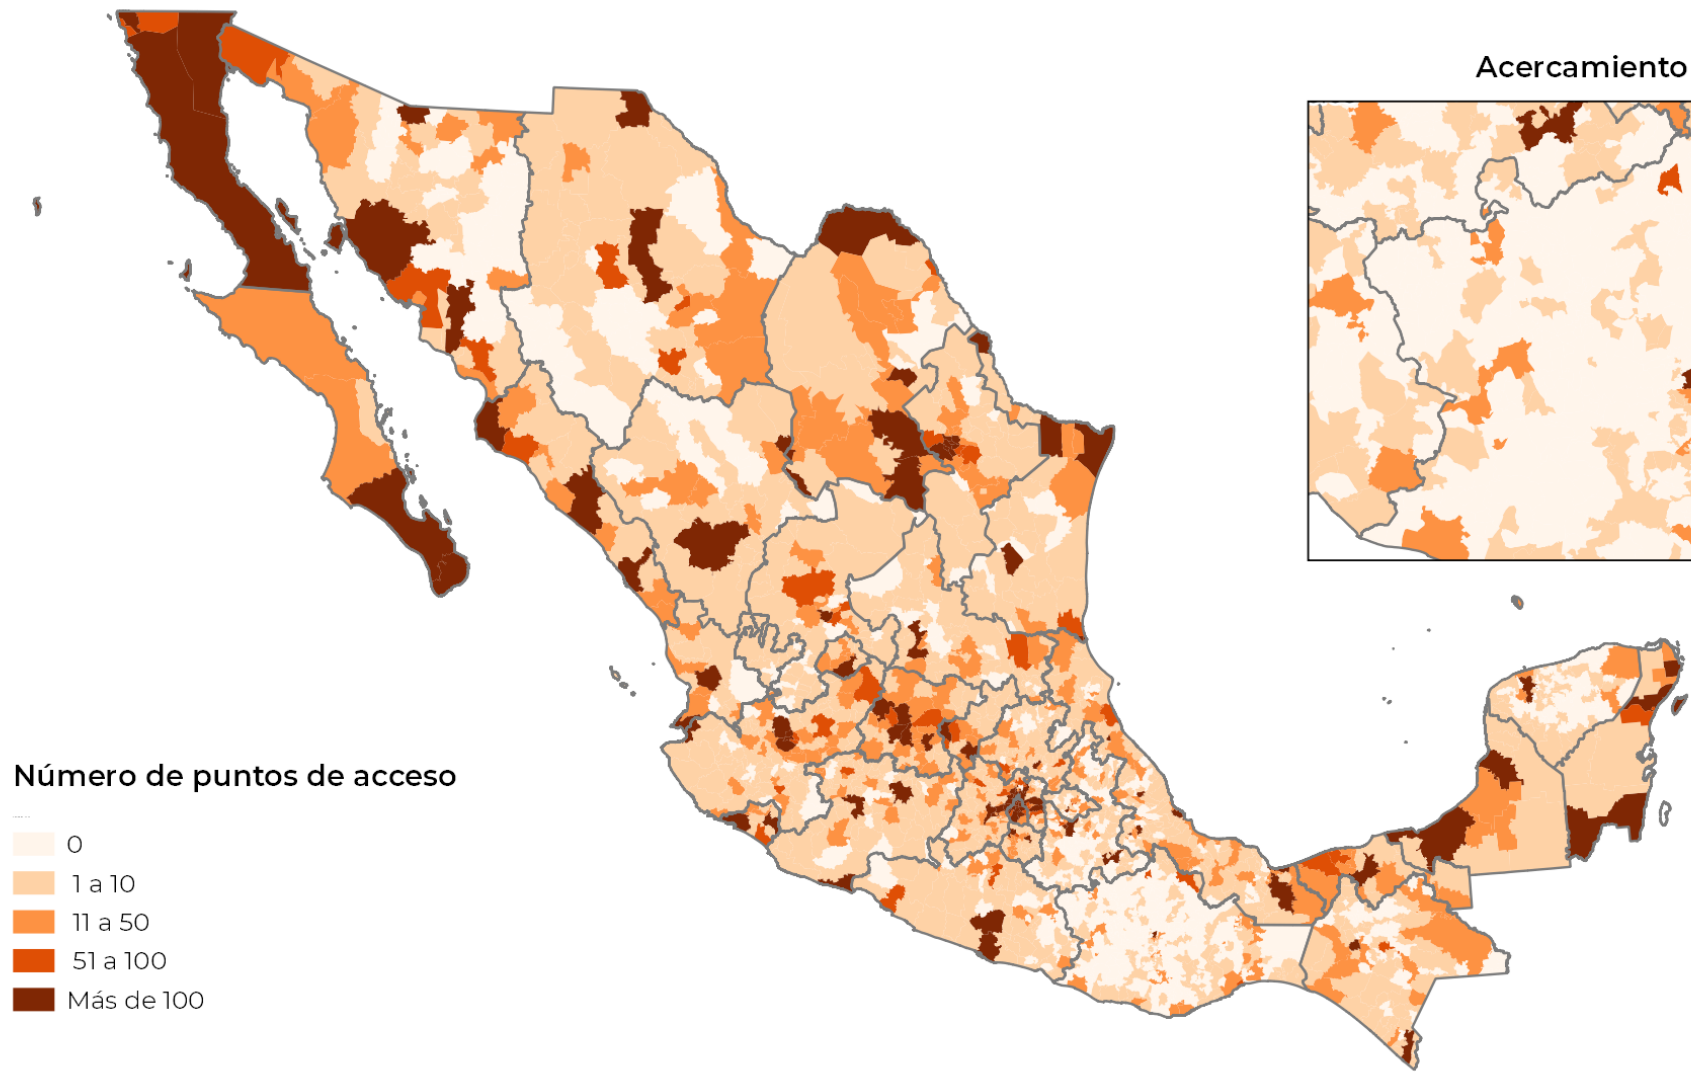 Acercamiento
Número de puntos de acceso
0
1 a 10
11 a 50
51 a 100
Más de 100